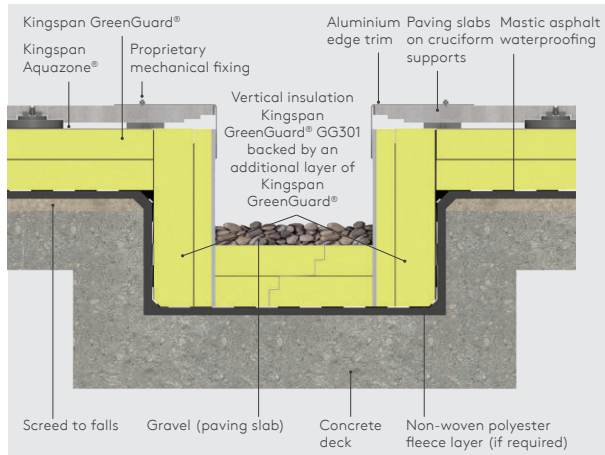 Kingspan GreenGuard®
Kingspan
Aquazone®
Proprietary
mechanical fixing
Vertical insulation
Kingspan
GreenGuard® GG301
backed by an
additional layer of
Kingspan
GreenGuard®
Aluminium
edge trim
Paving slabs
on cruciform
supports
Mastic asphalt
waterproofing
Screed to falls
Gravel (paving slab)
Concrete
deck
Non-woven polyester
fleece layer (if required)